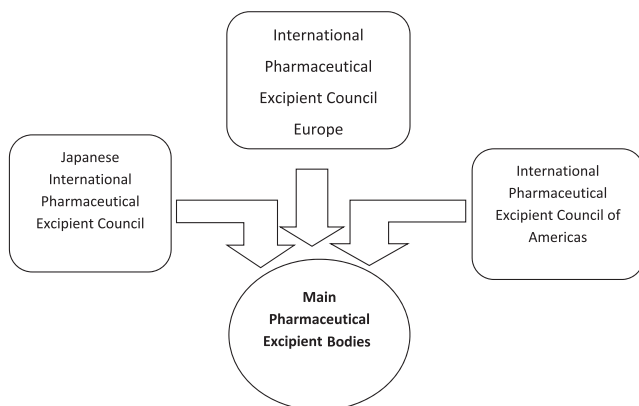 International
Pharmaceutical
Excipient Council
Europe
Japanese
International
Pharmaceutical
Excipient Council
International
Pharmaceutical
Excipient Council of
Americas
Main
Pharmaceutical
Excipient Bodies